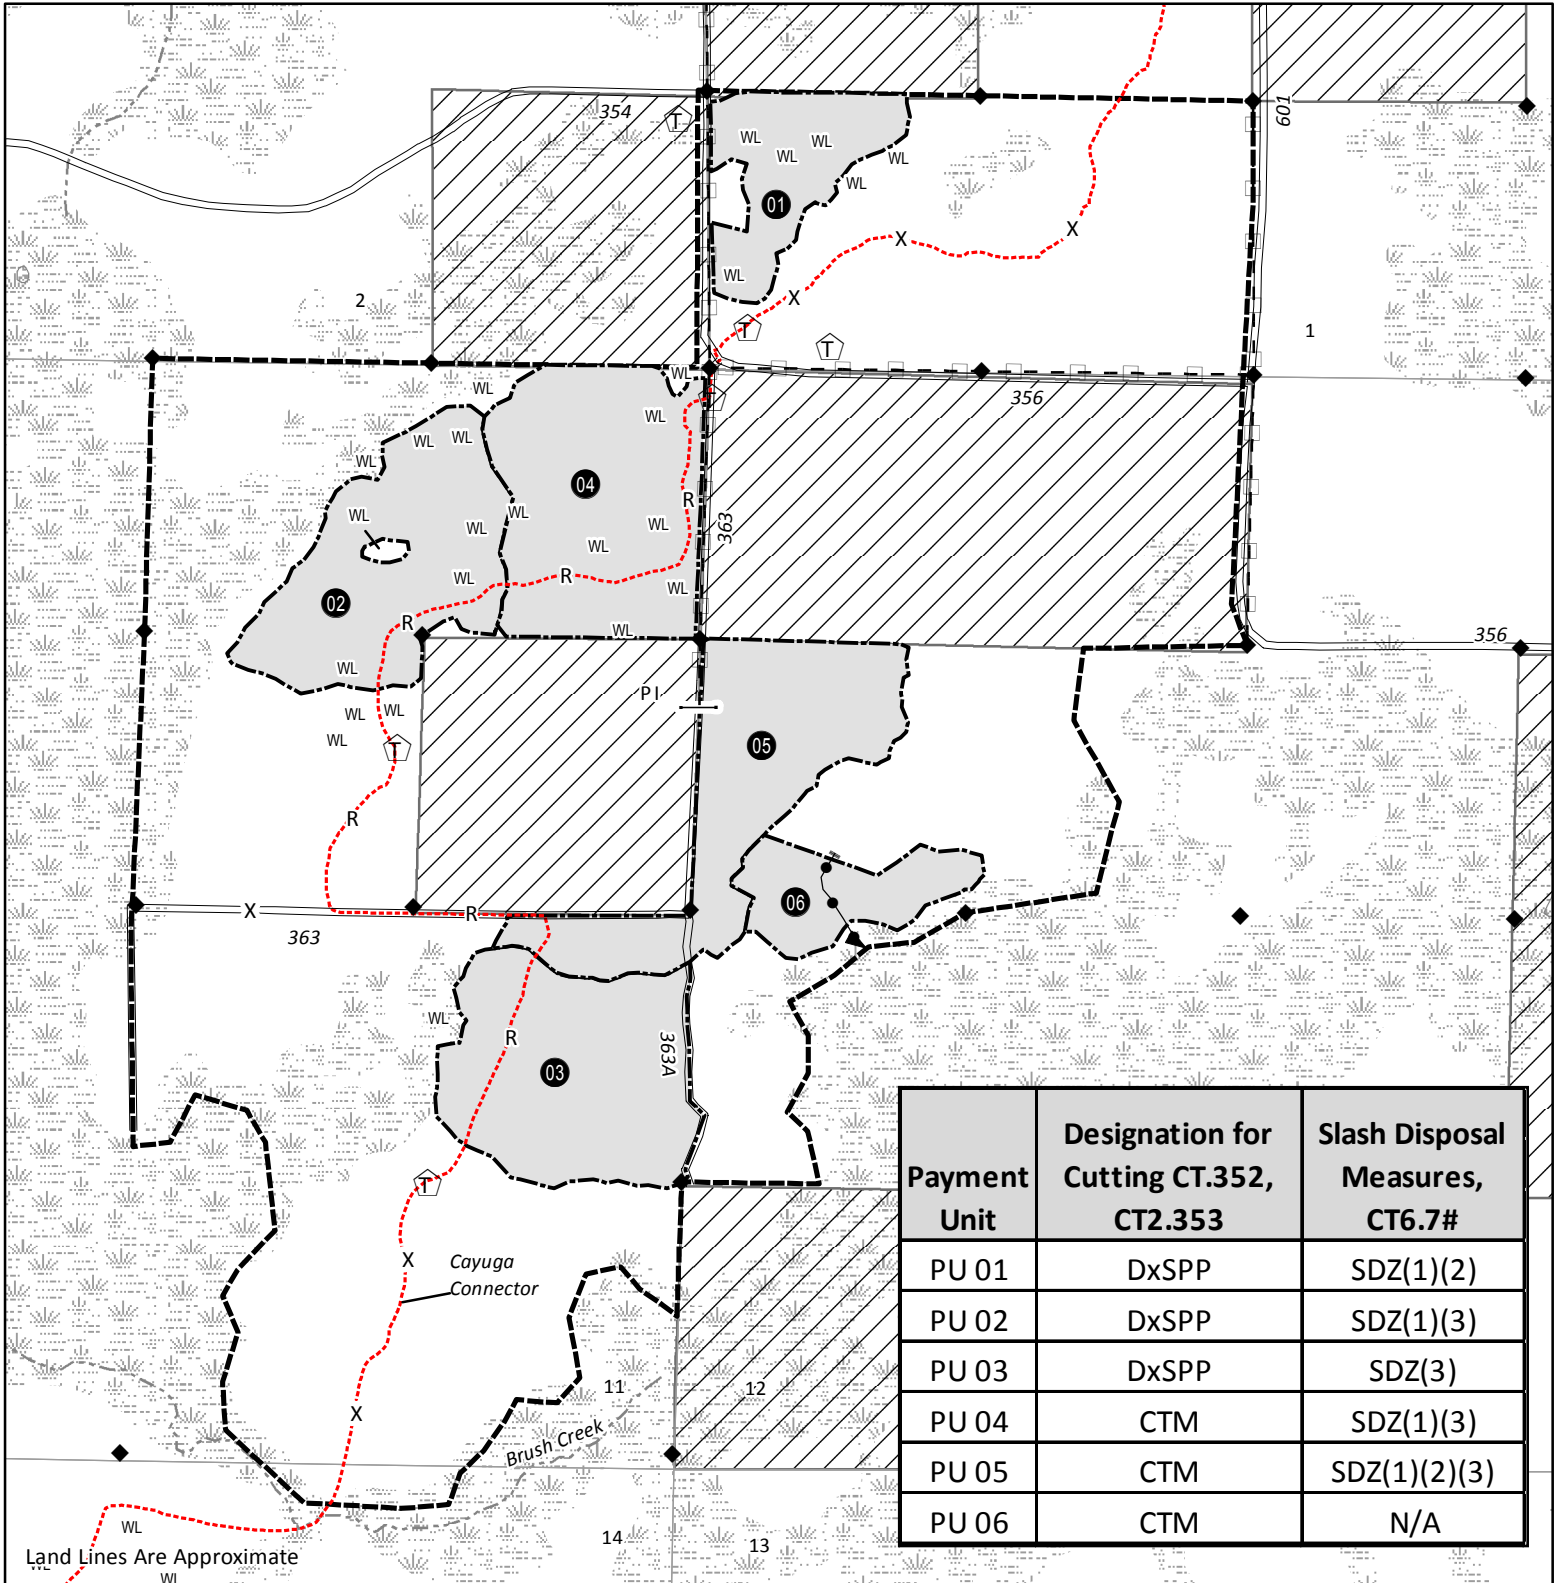 354
T
601
WL
WL
WL
WL
WL
01
X
X
WL
2
X
T
T
1
WL
WL
T
356
WL
WL
WL
WL
04
R
WL
WL
WL
WL
363
WL
R
WL
WL
02
R
WL
356
WL
PI
WL
WL
WL
T
05
R
06
X
R
363
WL
R
363A
03
T
X
Cayuga
Connector
X
11
12
Brush Creek
14
13
WL
Land Lines Are Approximate
WL
WL
Payment Unit
Designation for Cutting CT.352, CT2.353
Slash Disposal Measures, CT6.7#
PU 01 DxSPP SDZ(1)(2)
PU 02 DxSPP SDZ(1)(3)
PU 03 DxSPP SDZ(3)
PU 04 CTM SDZ(1)(3)
PU 05 CTM SDZ(1)(2)(3)
PU 06 CTM N/A